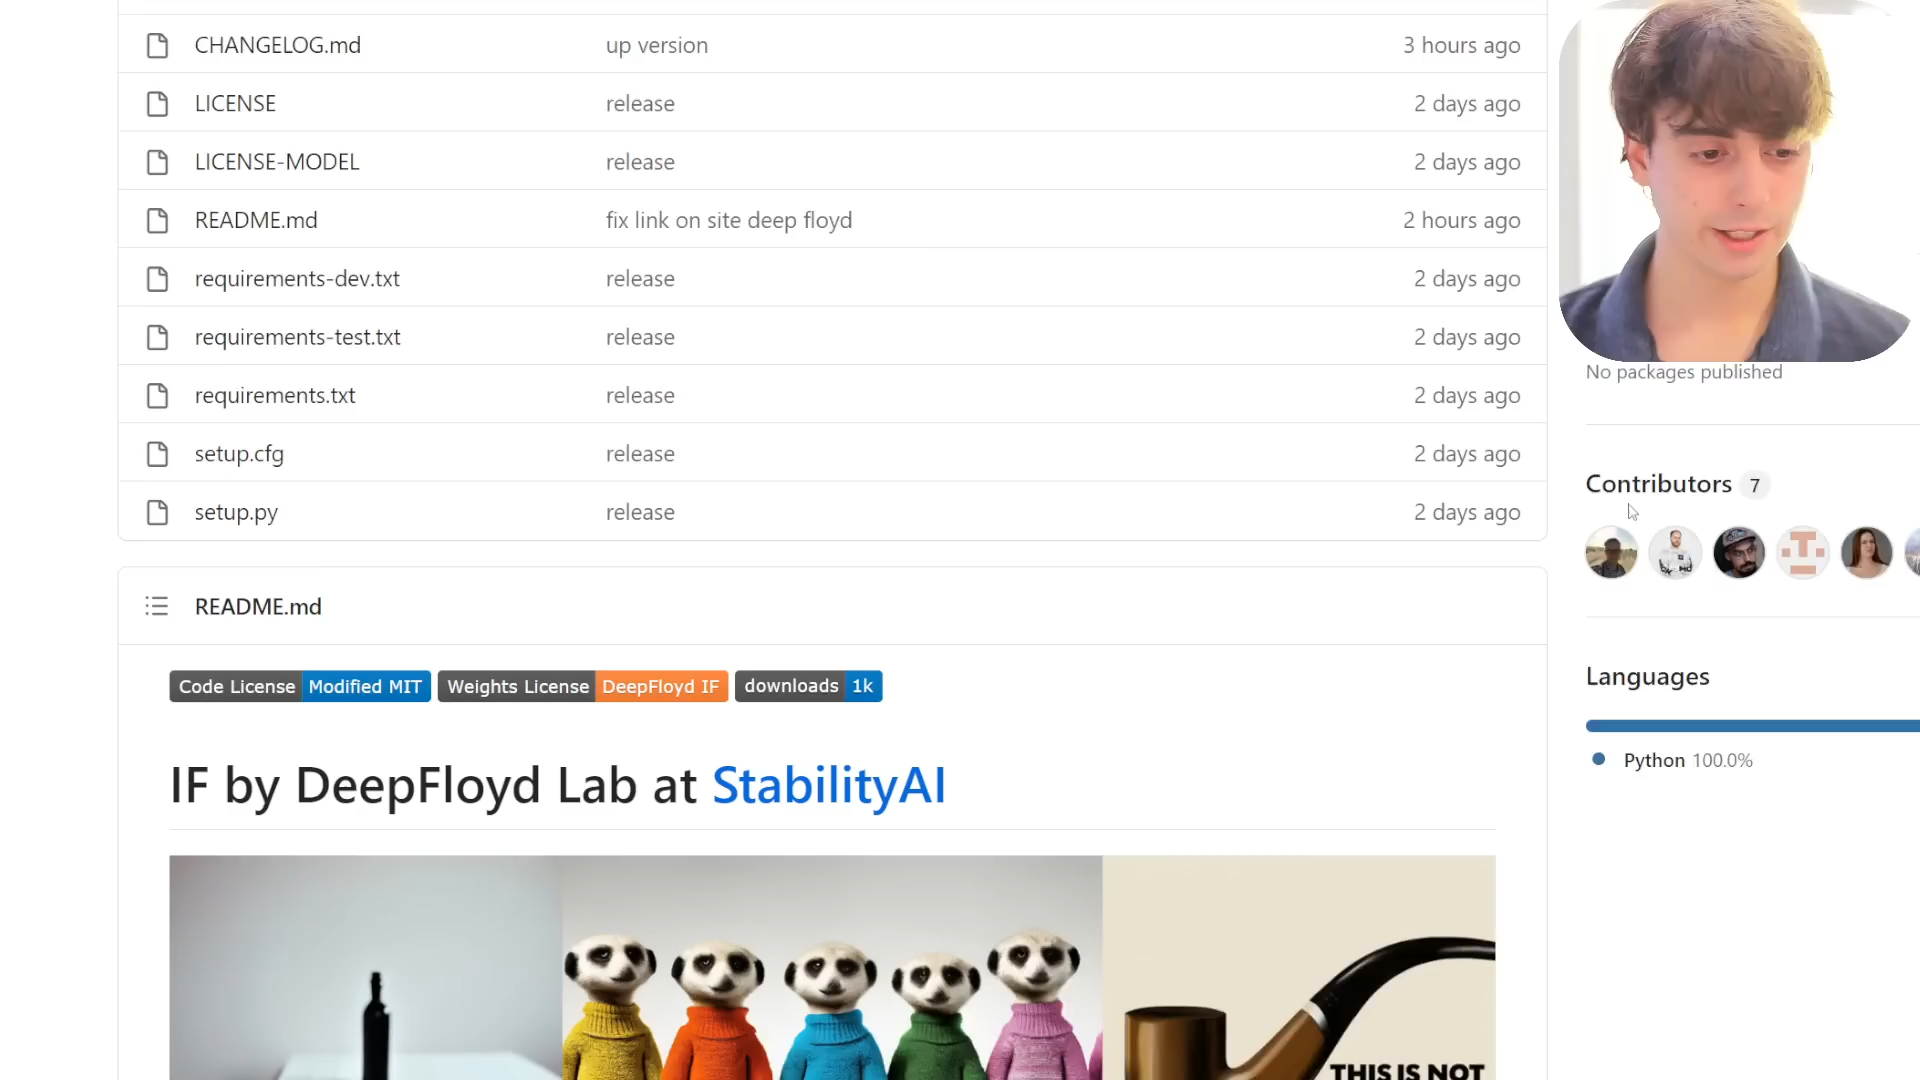 CHANGELOG.md up version 3 hours ago
LICENSE release 2 days ago
LICENSE-MODEL release 2 days ago
README.md fix link on site deep floyd 2 hours ago
requirements-dev.txt release 2 days ago
requirements-test.txt release 2 days ago
requirements.txt release 2 days ago
setup.cfg release 2 days ago
setup.py release 2 days ago
README.md
Code License Modified MIT Weights License DeepFloyd IF downloads 1k
IF by DeepFloyd Lab at StabilityAI
THIS IS NOT
No packages published
Contributors 7
Languages
Python 100.0%